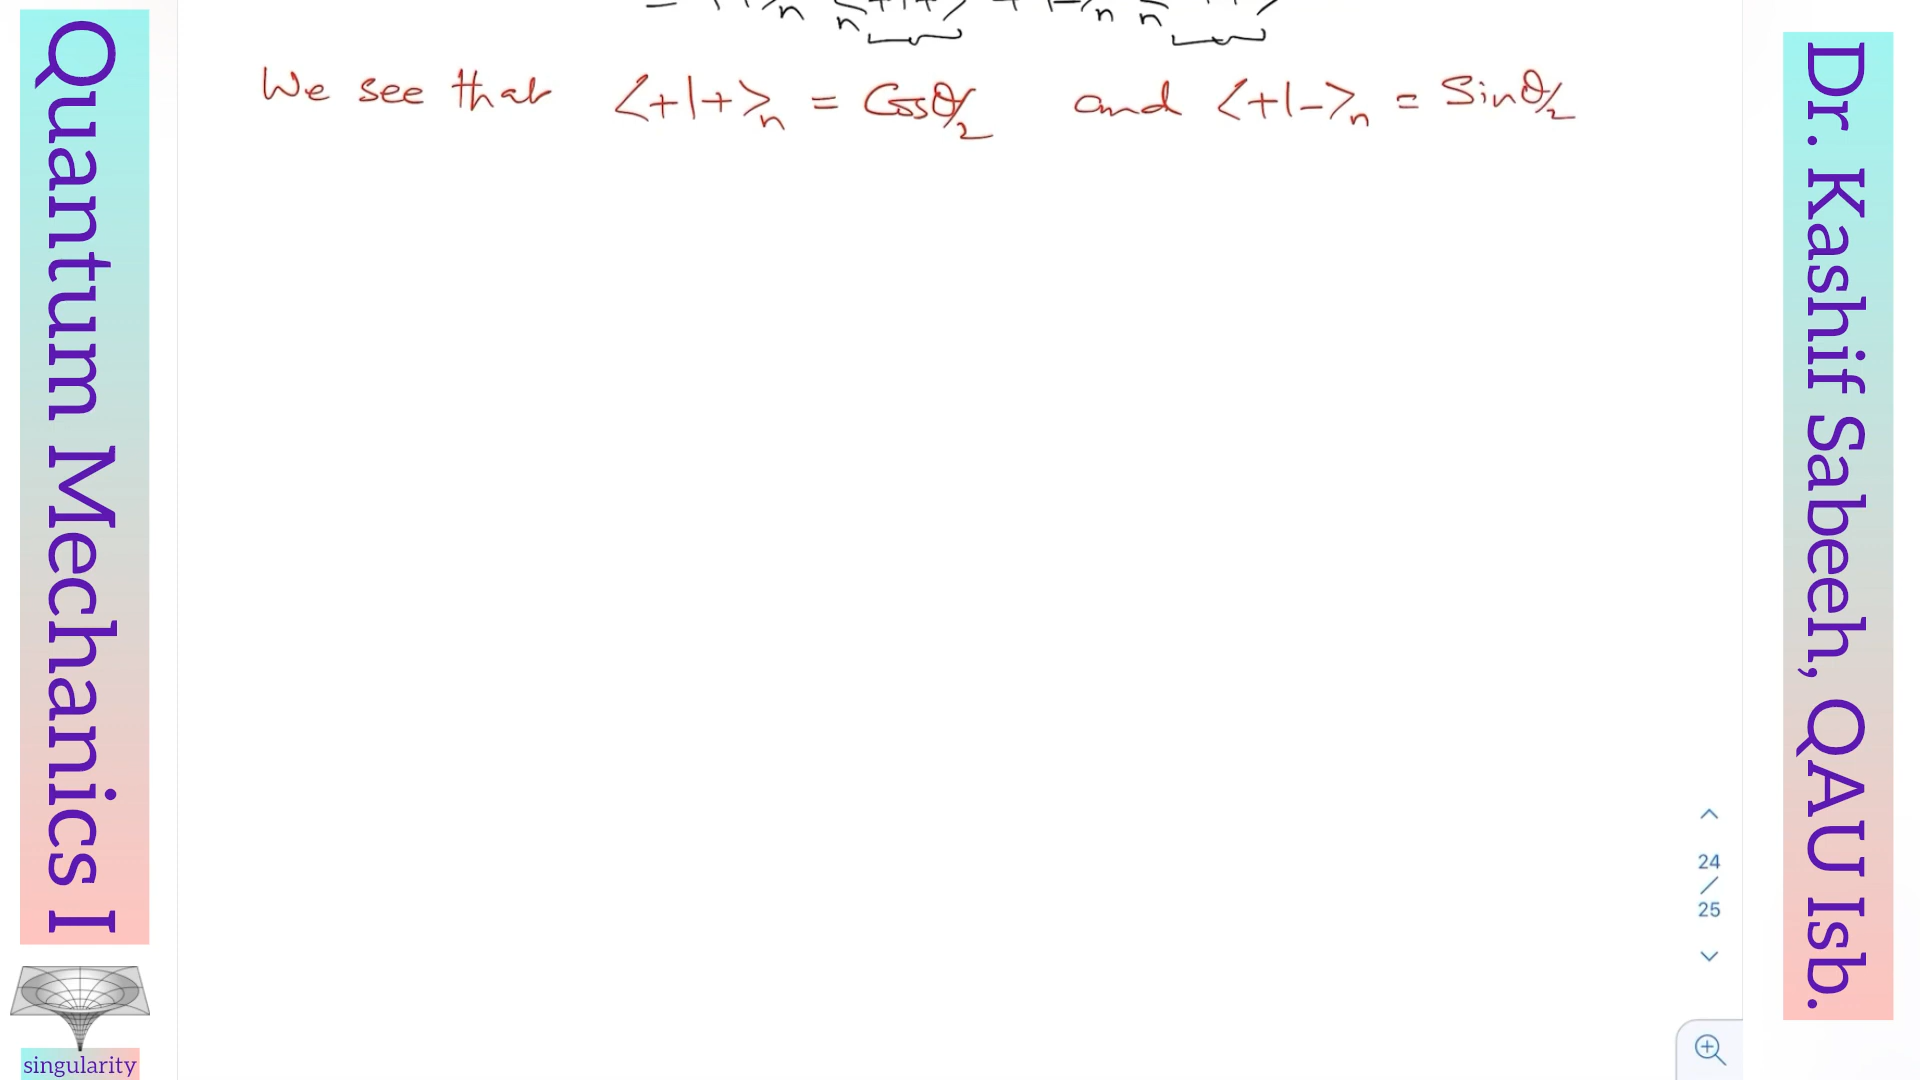 Quantum Mechanics I
singularity
We see that <+|+>n = Cosθ/2 and <+|->n = Sinθ/2
24
/
25
Dr. Kashif Sabeeh, QAU Isb.